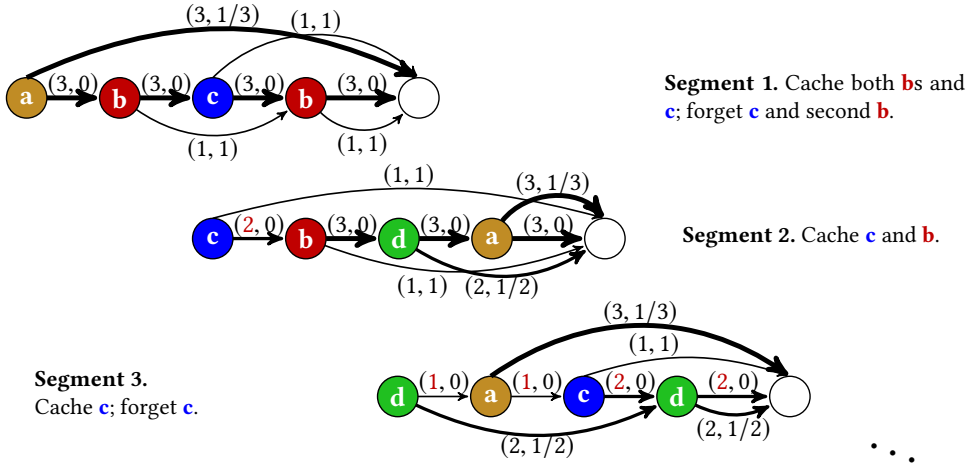 (3, 1/3)
(1, 1)
a (3, 0) b (3, 0) c (3, 0) b (3, 0)
(1, 1) (1, 1)
Segment 1. Cache both bs and
c; forget c and second b.
(1, 1) (3, 1/3)
c (2, 0) b (3, 0) d (3, 0) a (3, 0)
(1, 1) (2, 1/2)
Segment 2. Cache c and b.
(3, 1/3)
(1, 1)
d (1, 0) a (1, 0) c (2, 0) d (2, 0)
(2, 1/2) (2, 1/2)
Segment 3.
Cache c; forget c.